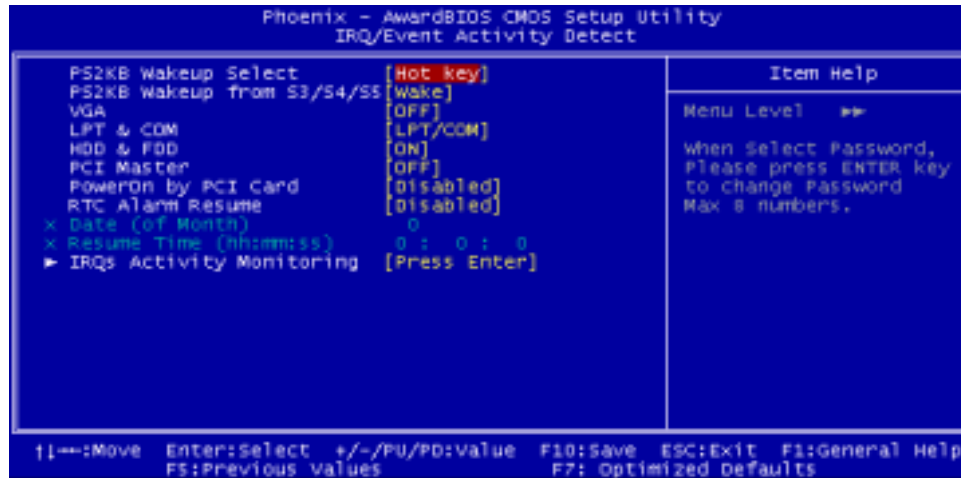 Phoenix - AwardBIOS CMOS Setup Utility
IRQ/Event Activity Detect
PS2KB Wakeup Select [Hot key]
PS2KB Wakeup from S3/S4/S5[Wake]
VGA [OFF]
LPT & COM [LPT/COM]
HDD & FDD [ON]
PCI Master [OFF]
PowerOn by PCI Card [Disabled]
RTC Alarm Resume [Disabled]
x Date (of Month) 0
x Resume Time (hh:mm:ss) 0 : 0 : 0
► IRQs Activity Monitoring [Press Enter]
Item Help
Menu Level ►►
When Select Password,
Please press ENTER key
to change Password
Max 8 numbers.
↑↓→←:Move Enter:Select +/-/PU/PD:Value F10:Save ESC:Exit F1:General Help
F5:Previous Values F7: Optimized Defaults